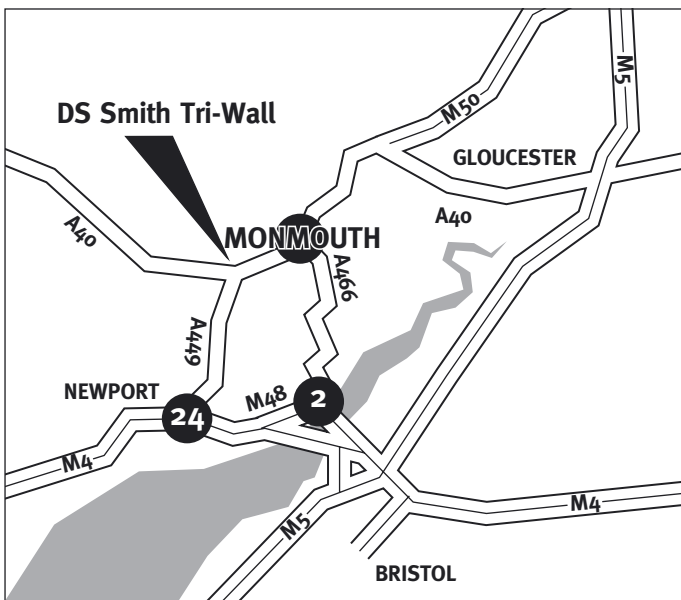 M5
M50
DS Smith Tri-Wall
GLOUCESTER
A40
A40
MONMOUTH
A466
A449
NEWPORT
M48
2
24
M4
M4
M5
BRISTOL